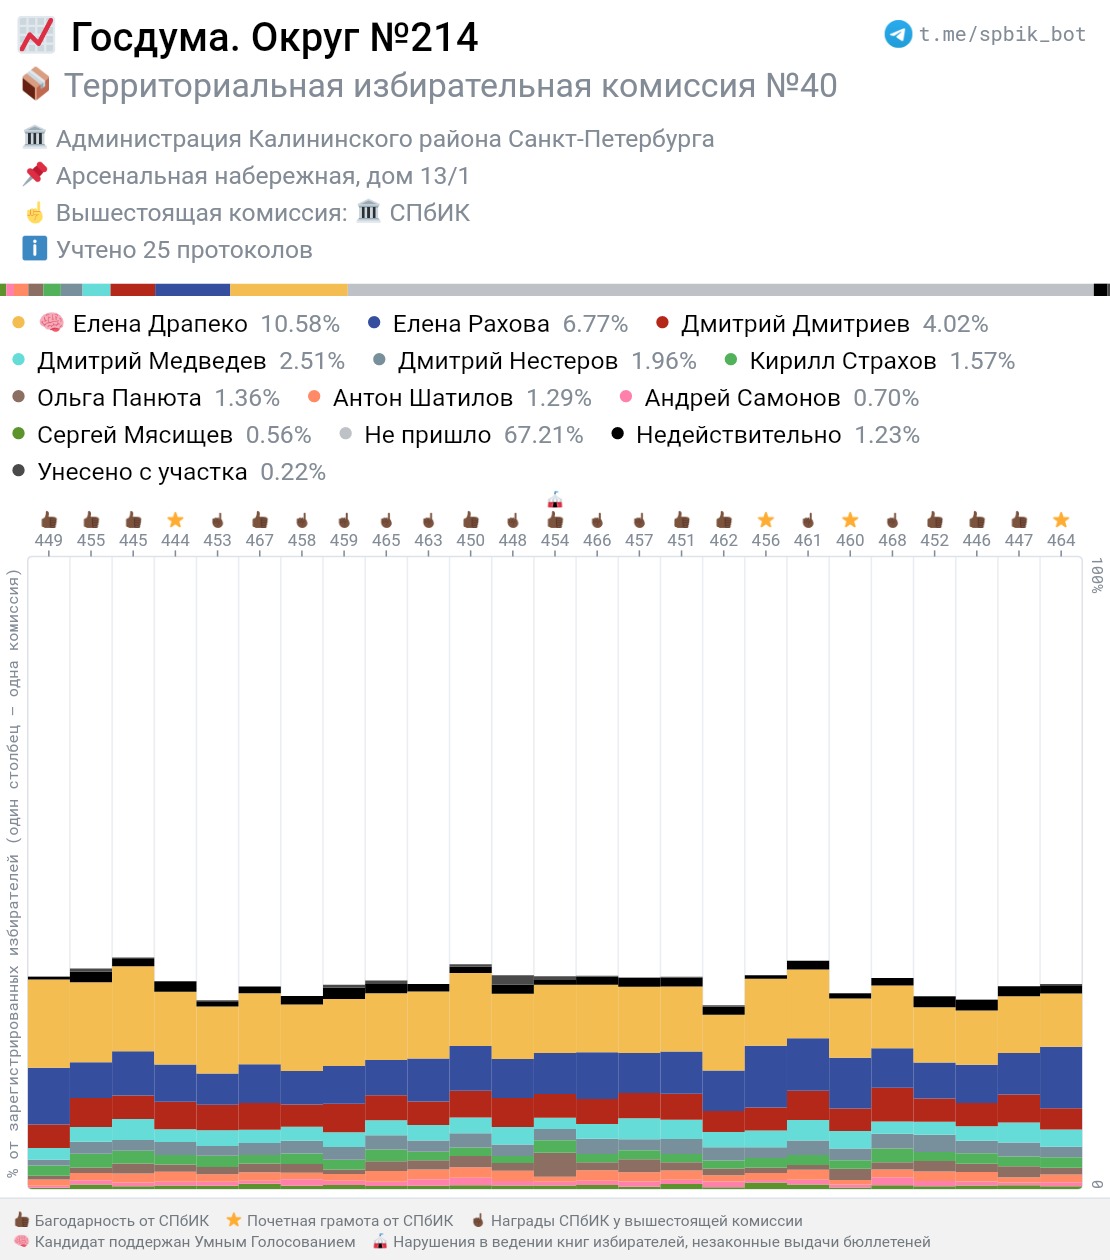 Госдума. Округ №214
t.me/spbik_bot
Территориальная избирательная комиссия №40
Администрация Калининского района Санкт-Петербурга
Арсенальная набережная, дом 13/1
Вышестоящая комиссия: СПбИК
Учтено 25 протоколов
Елена Драпеко 10.58% Елена Рахова 6.77% Дмитрий Дмитриев 4.02%
Дмитрий Медведев 2.51% Дмитрий Нестеров 1.96% Кирилл Страхов 1.57%
Ольга Панюта 1.36% Антон Шатилов 1.29% Андрей Самонов 0.70%
Сергей Мясищев 0.56% Не пришло 67.21% Недействительно 1.23%
Унесено с участка 0.22%
449 455 445 444 453 467 458 459 465 463 450 448 454 466 457 451 462 456 461 460 468 452 446 447 464
% от зарегистрированных избирателей (один столбец – одна комиссия)
100%
0
Багодарность от СПбИК Почетная грамота от СПбИК Награды СПбИК у вышестоящей комиссии
Кандидат поддержан Умным Голосованием Нарушения в ведении книг избирателей, незаконные выдачи бюллетеней